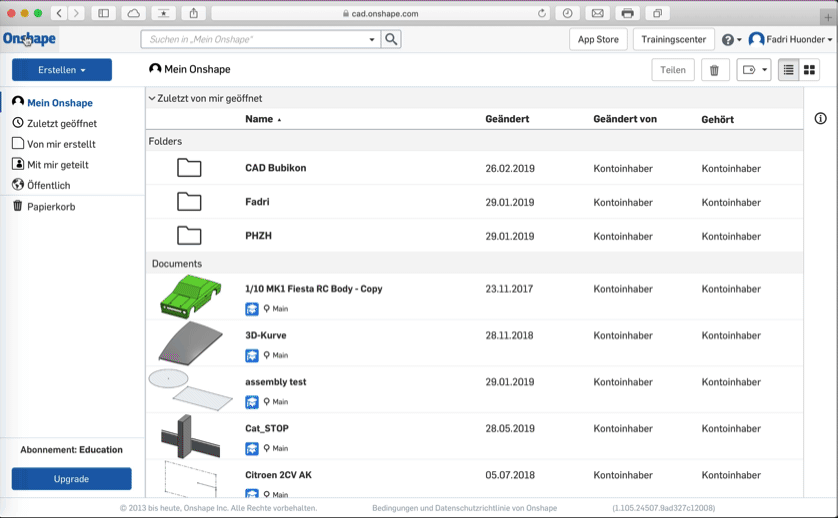 cad.onshape.com
Onshape
Suchen in „Mein Onshape"
App Store
Trainingscenter
Fadri Huonder
Erstellen
Mein Onshape
Teilen
Mein Onshape
Zuletzt geöffnet
Von mir erstellt
Mit mir geteilt
Öffentlich
Papierkorb
Abonnement: Education
Upgrade
Zuletzt von mir geöffnet
Name Geändert Geändert von Gehört
Folders
CAD Bubikon 26.02.2019 Kontoinhaber Kontoinhaber
Fadri 29.01.2019 Kontoinhaber Kontoinhaber
PHZH 29.01.2019 Kontoinhaber Kontoinhaber
Documents
1/10 MK1 Fiesta RC Body - Copy 23.11.2017 Kontoinhaber Kontoinhaber
Main
3D-Kurve 28.11.2018 Kontoinhaber Kontoinhaber
Main
assembly test 29.01.2019 Kontoinhaber Kontoinhaber
Main
Cat_STOP 28.05.2019 Kontoinhaber Kontoinhaber
Main
Citroen 2CV AK 05.07.2018 Kontoinhaber Kontoinhaber
Main
© 2013 bis heute, Onshape Inc. Alle Rechte vorbehalten. Bedingungen und Datenschutzrichtlinie von Onshape (1.105.24507.9ad327c12008)